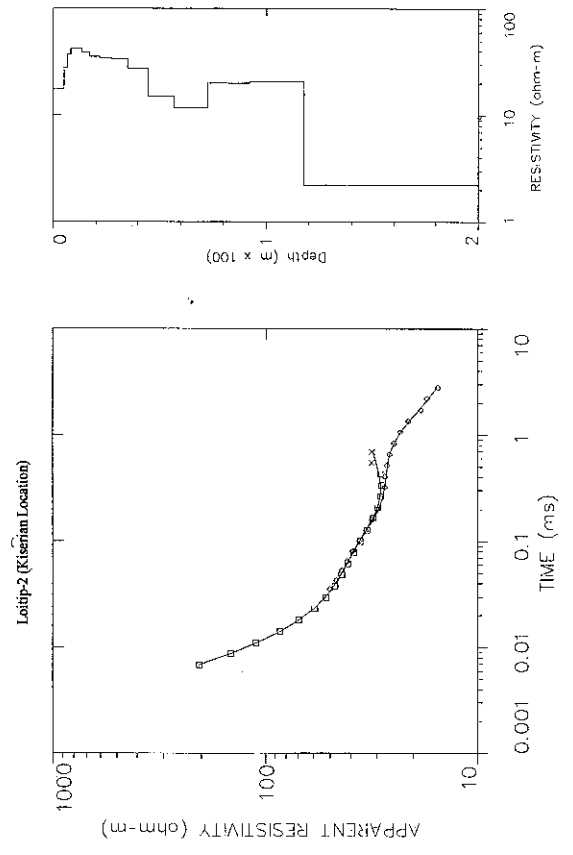 Loitip-2 (Kiserian Location)
APPARENT RESISTIVITY (ohm-m)
1000
100
10
0.001
0.01
0.1
1
10
TIME (ms)
Depth (m x 100)
0
1
2
1
10
100
RESISTIVITY (ohm-m)